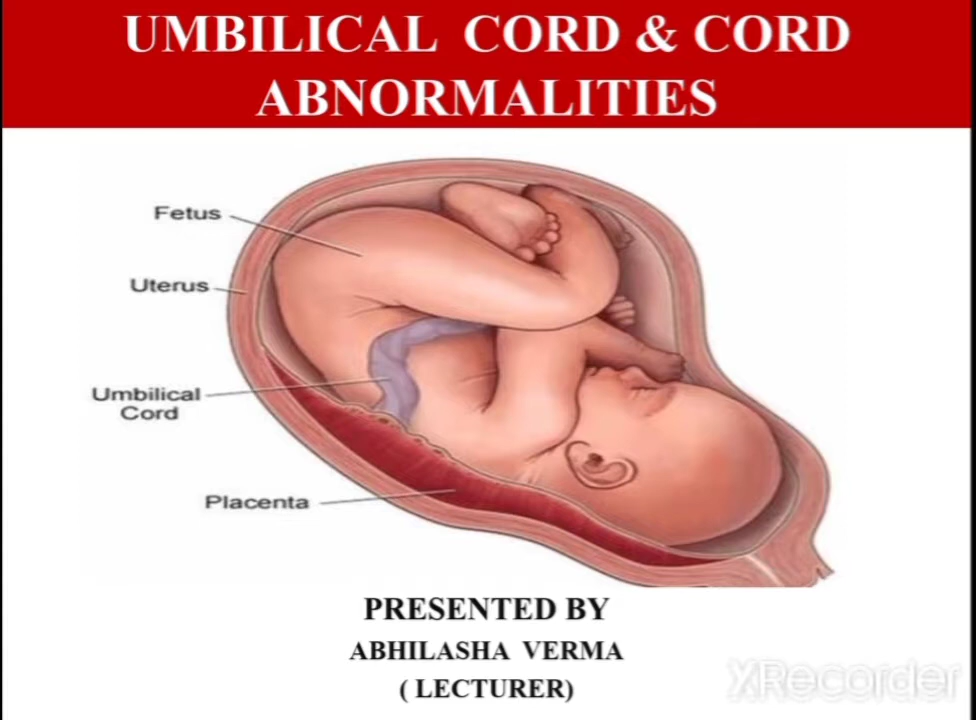 UMBILICAL CORD & CORD
ABNORMALITIES
Fetus
Uterus
Umbilical
Cord
Placenta
PRESENTED BY
ABHILASHA VERMA
( LECTURER)
XRecorder